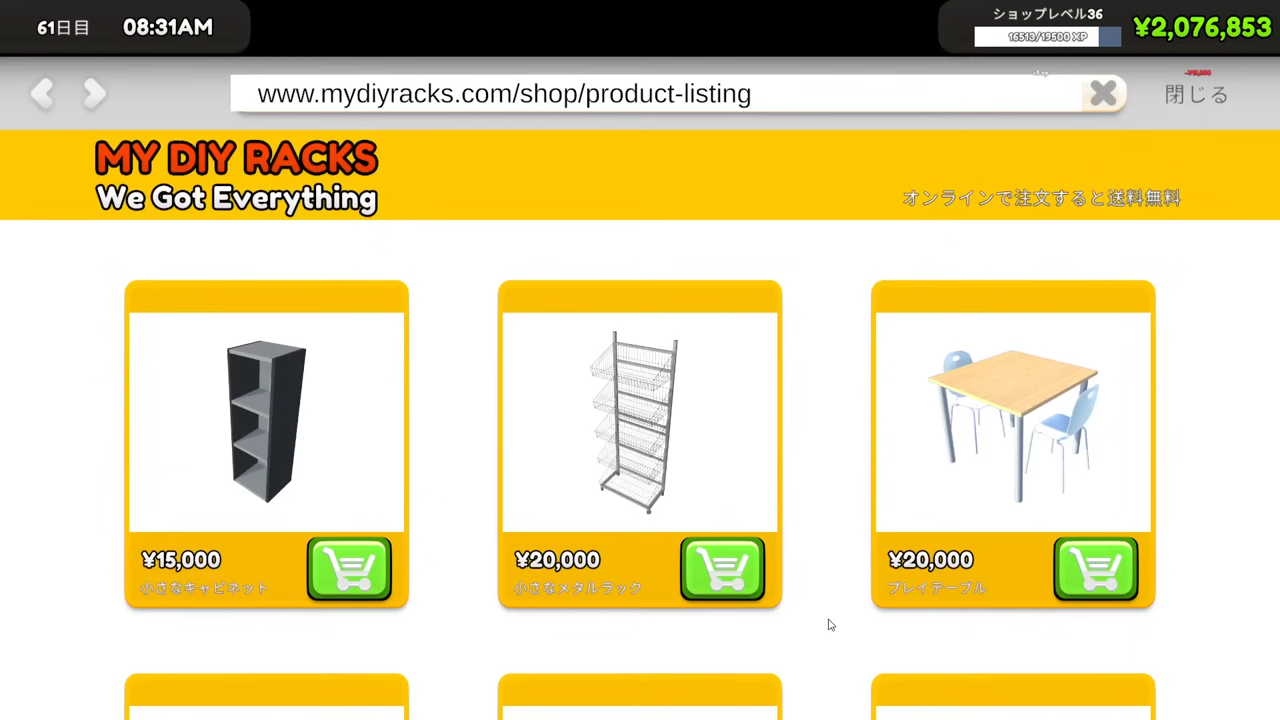 61日目
08:31AM
ショップレベル36
16513/19500 XP
¥2,076,853
www.mydiyracks.com/shop/product-listing
閉じる
MY DIY RACKS
We Got Everything
オンラインで注文すると送料無料
¥15,000
小さなキャビネット
¥20,000
小さなメタルラック
¥20,000
プレイテーブル